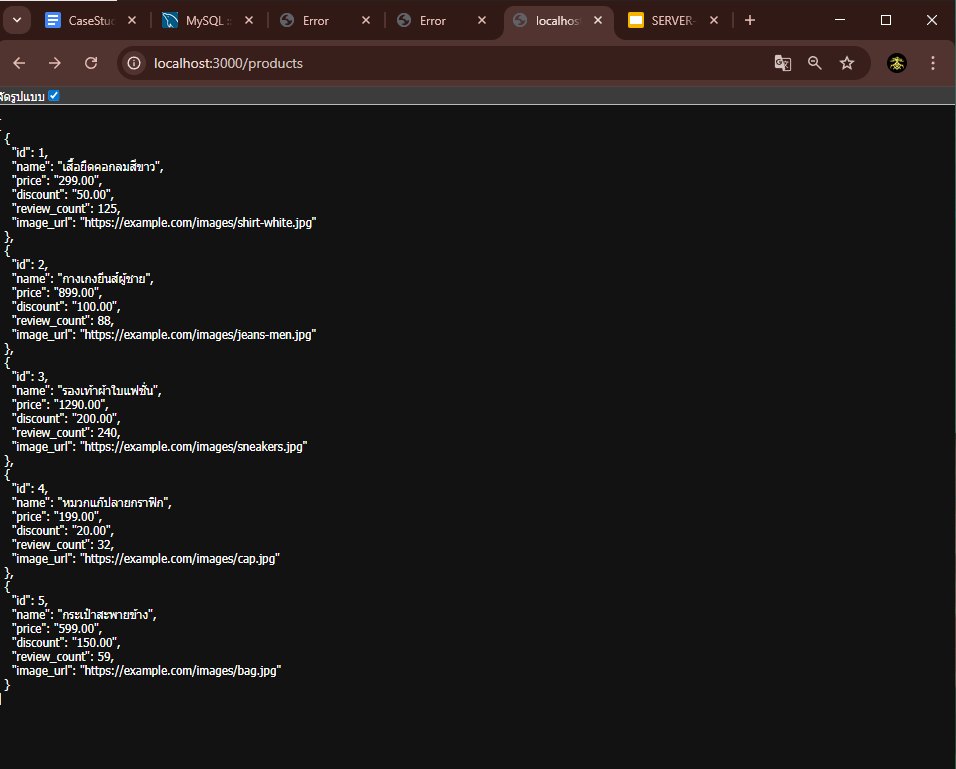 CaseStu
MySQL :
Error
Error
localhos
SERVER-
localhost:3000/products
จัดรูปแบบ
[
{
"id": 1,
"name": "เสื้อยืดคอกลมสีขาว",
"price": "299.00",
"discount": "50.00",
"review_count": 125,
"image_url": "https://example.com/images/shirt-white.jpg"
},
{
"id": 2,
"name": "กางเกงยีนส์ผู้ชาย",
"price": "899.00",
"discount": "100.00",
"review_count": 88,
"image_url": "https://example.com/images/jeans-men.jpg"
},
{
"id": 3,
"name": "รองเท้าผ้าใบแฟชั่น",
"price": "1290.00",
"discount": "200.00",
"review_count": 240,
"image_url": "https://example.com/images/sneakers.jpg"
},
{
"id": 4,
"name": "หมวกแก๊ปลายกราฟิก",
"price": "199.00",
"discount": "20.00",
"review_count": 32,
"image_url": "https://example.com/images/cap.jpg"
},
{
"id": 5,
"name": "กระเป๋าสะพายข้าง",
"price": "599.00",
"discount": "150.00",
"review_count": 59,
"image_url": "https://example.com/images/bag.jpg"
}
]